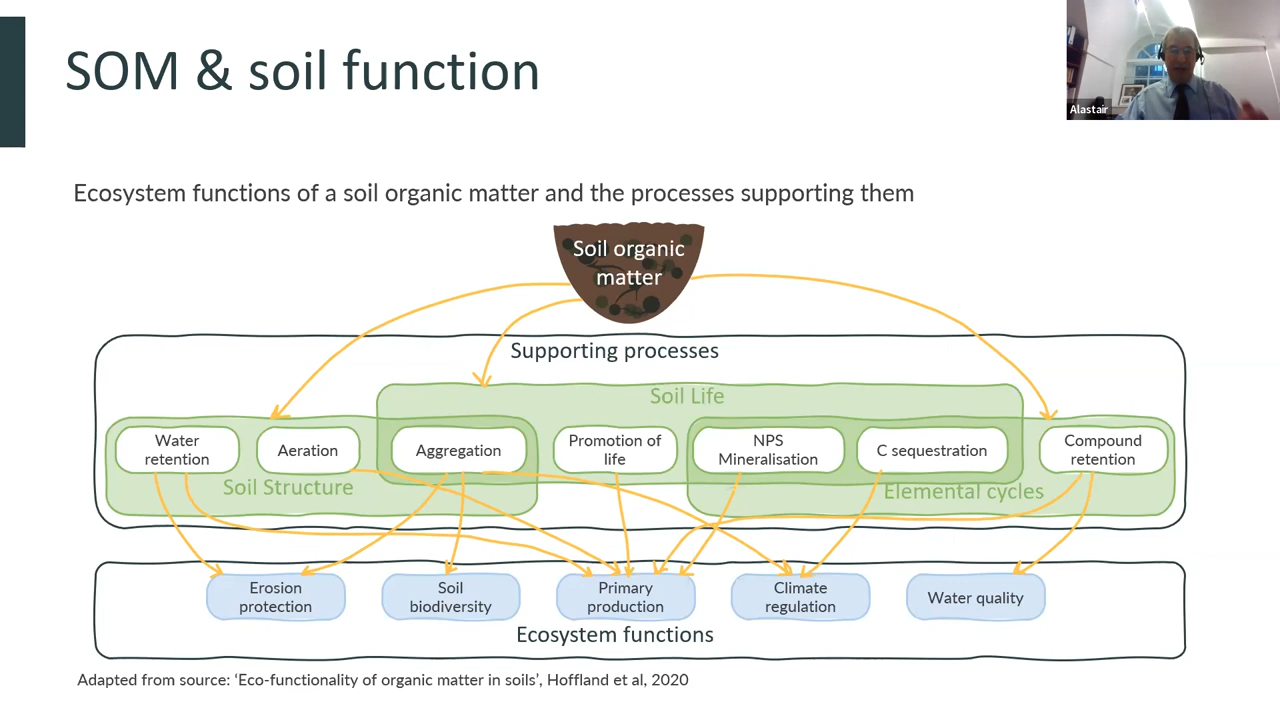 SOM & soil function
Alastair
Ecosystem functions of a soil organic matter and the processes supporting them
Soil organic
matter
Supporting processes
Soil Life
Water
retention
Aeration
Aggregation
Promotion of
life
NPS
Mineralisation
C sequestration
Compound
retention
Soil Structure
Elemental cycles
Erosion
protection
Soil
biodiversity
Primary
production
Climate
regulation
Water quality
Ecosystem functions
Adapted from source: ‘Eco-functionality of organic matter in soils’, Hoffland et al, 2020